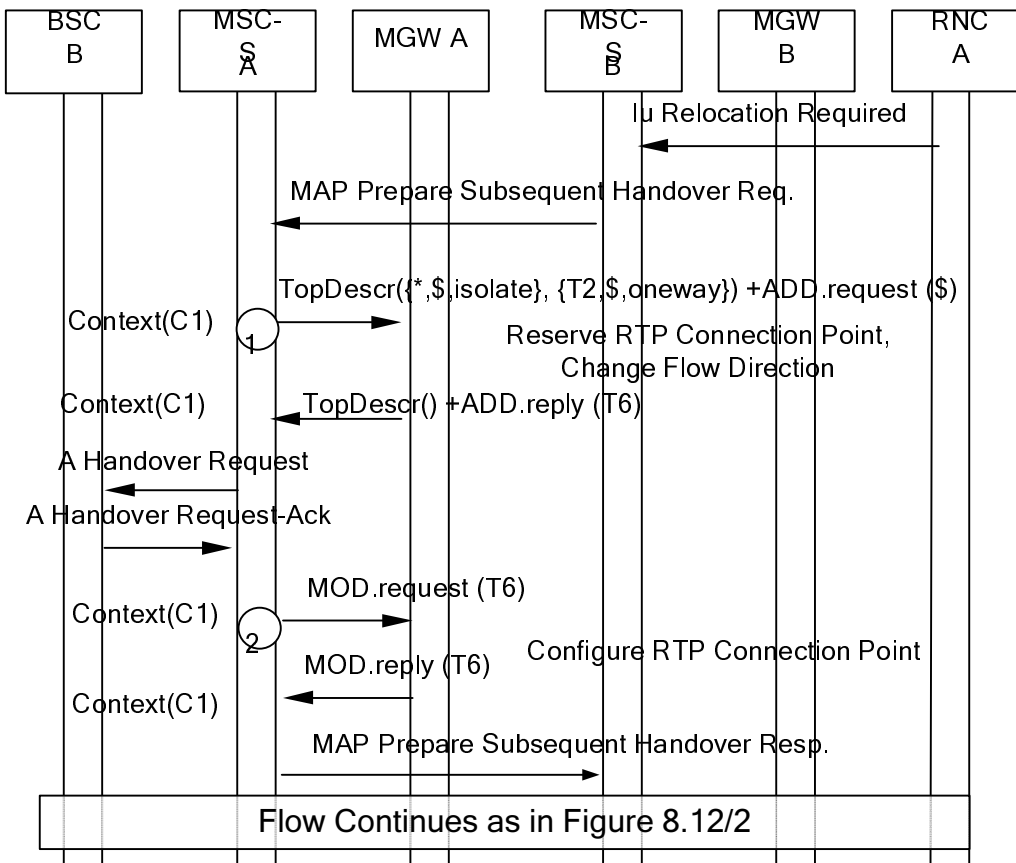 BSC
B
MSC-
S
A
MGW A
MSC-
S
B
MGW
B
RNC
A
Iu Relocation Required
MAP Prepare Subsequent Handover Req.
TopDescr({*,$,isolate}, {T2,$,oneway}) +ADD.request ($)
Context(C1)
1
Reserve RTP Connection Point,
Change Flow Direction
Context(C1)
TopDescr() +ADD.reply (T6)
A Handover Request
A Handover Request-Ack
MOD.request (T6)
Context(C1)
2
Configure RTP Connection Point
MOD.reply (T6)
Context(C1)
MAP Prepare Subsequent Handover Resp.
Flow Continues as in Figure 8.12/2